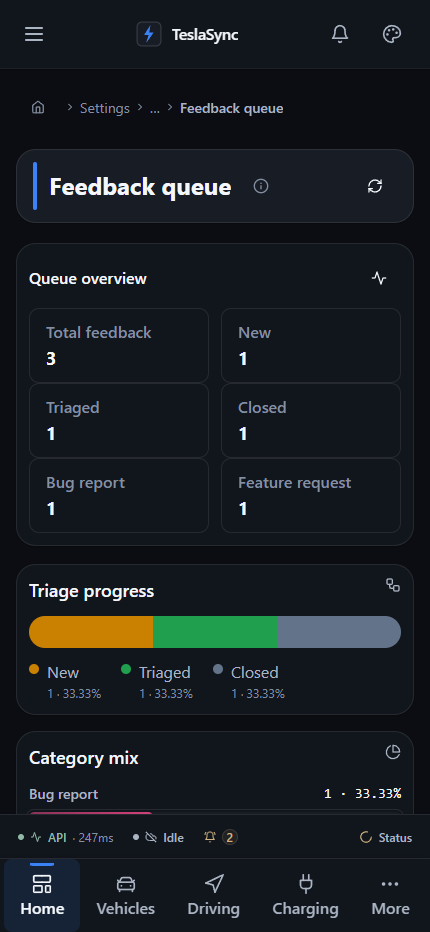 TeslaSync
Settings ... Feedback queue
Feedback queue
Queue overview
Total feedback New
3 1
Triaged Closed
1 1
Bug report Feature request
1 1
Triage progress
New Triaged Closed
1 · 33.33% 1 · 33.33% 1 · 33.33%
Category mix
Bug report 1 · 33.33%
API · 247ms Idle 2 Status
Home Vehicles Driving Charging More